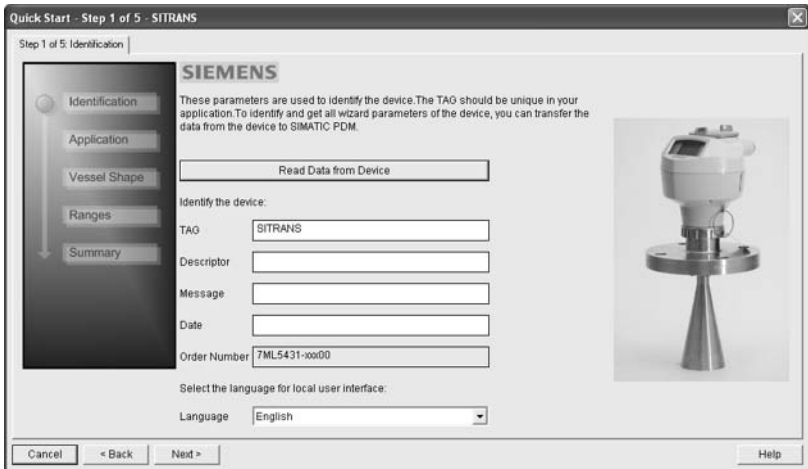 Quick Start - Step 1 of 5 - SITRANS
Step 1 of 5: Identification
Identification
Application
Vessel Shape
Ranges
Summary
SIEMENS
These parameters are used to identify the device.The TAG should be unique in your
application.To identify and get all wizard parameters of the device, you can transfer the
data from the device to SIMATIC PDM.
Read Data from Device
Identify the device:
TAG SITRANS
Descriptor
Message
Date
Order Number 7ML5431-xxx00
Select the language for local user interface:
Language English
Cancel < Back Next > Help